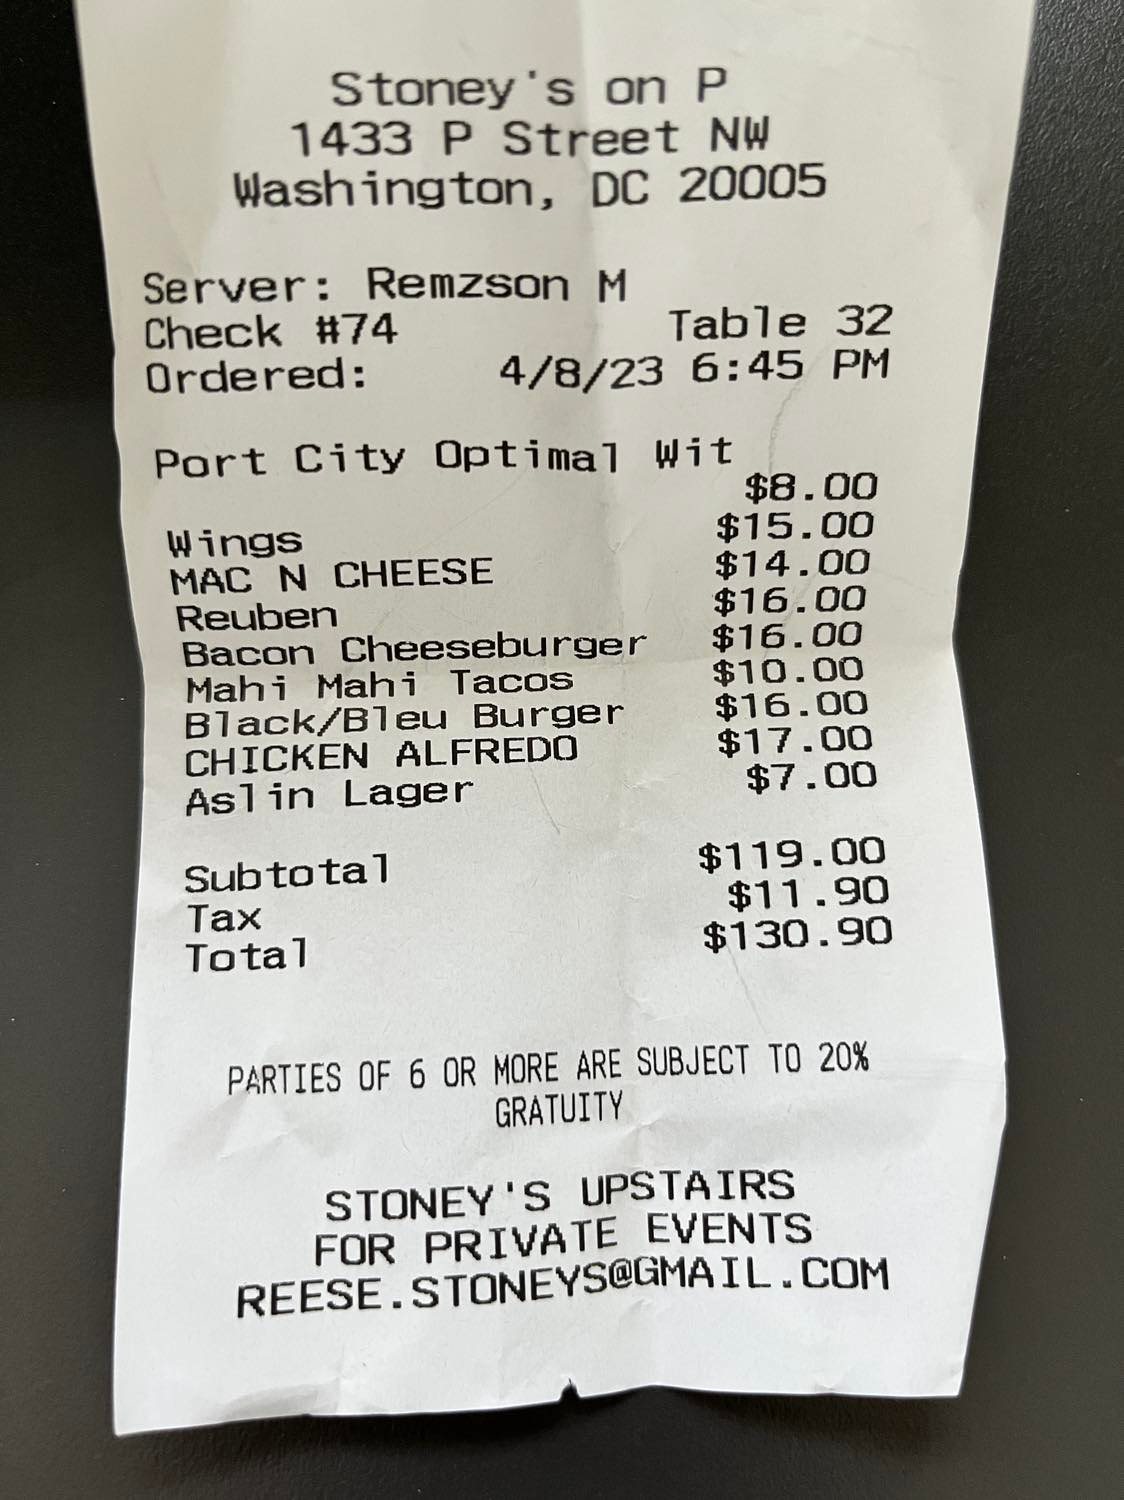 Stoney's on P
1433 P Street NW
Washington, DC 20005
Server: Remzson M
Check #74 Table 32
Ordered: 4/8/23 6:45 PM
Port City Optimal Wit
$8.00
Wings $15.00
MAC N CHEESE $14.00
Reuben $16.00
Bacon Cheeseburger $16.00
Mahi Mahi Tacos $10.00
Black/Bleu Burger $16.00
CHICKEN ALFREDO $17.00
Aslin Lager $7.00
Subtotal $119.00
Tax $11.90
Total $130.90
PARTIES OF 6 OR MORE ARE SUBJECT TO 20%
GRATUITY
STONEY'S UPSTAIRS
FOR PRIVATE EVENTS
REESE.STONEYS@GMAIL.COM